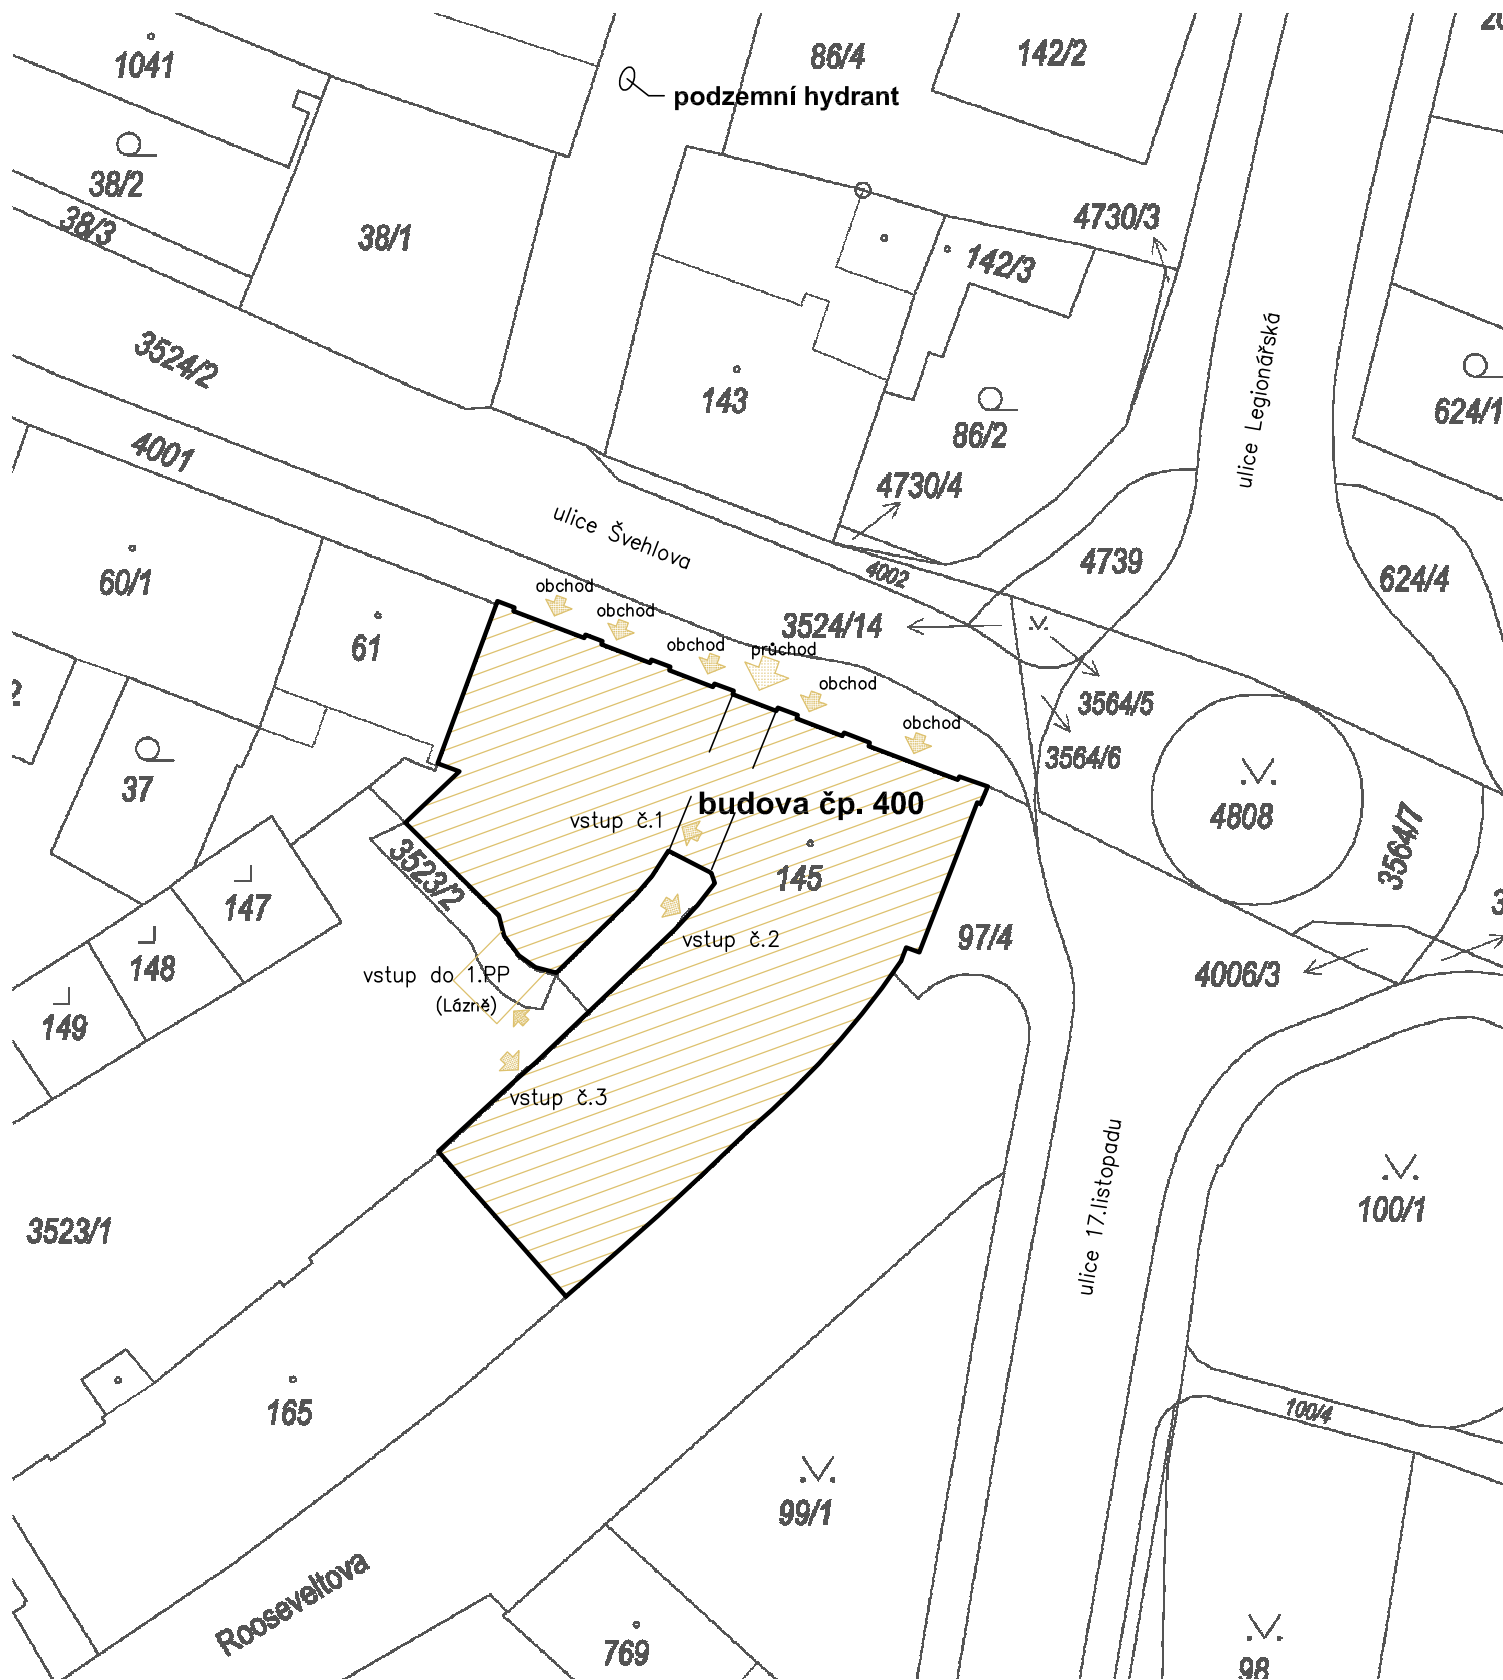 1041
86/4
142/2
podzemní hydrant
38/2
38/3
38/1
4730/3
142/3
3524/2
143
86/2
ulice Legionářská
624/1
4001
4730/4
ulice Švehlova
60/1
4002
4739
624/4
obchod
obchod
3524/14
61
obchod
průchod
obchod
3564/5
obchod
3564/6
37
budova čp. 400
vstup č.1
4808
3564/7
3523/2
145
147
vstup č.2
97/4
148
vstup do 1.PP
(Lázně)
4006/3
149
vstup č.3
ulice 17.listopadu
3523/1
100/1
165
100/4
99/1
Rooseveltova
769
98